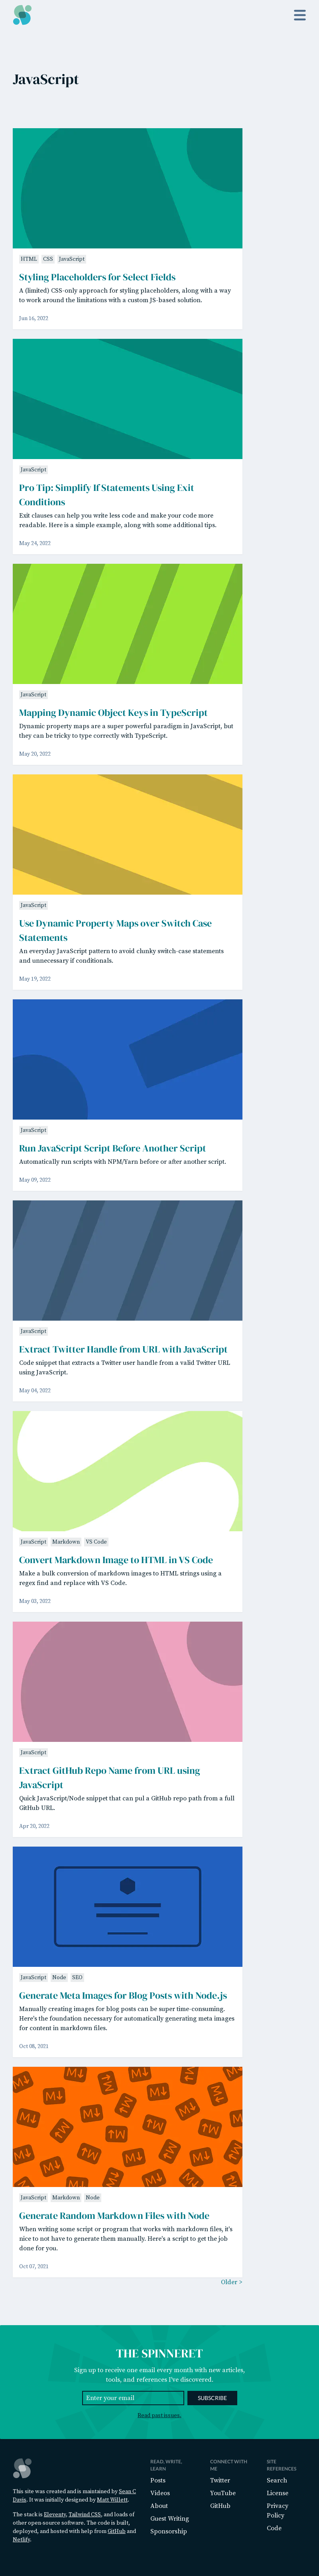 JavaScript
HTML CSS JavaScript
Styling Placeholders for Select Fields
A (limited) CSS-only approach for styling placeholders, along with a way
to work around the limitations with a custom JS-based solution.
Jan 16, 2022
JavaScript
Pro Tip: Simplify If Statements Using Exit
Conditions
Exit clauses can help you write less code and make your code more
readable. Here is a simple example, along with some additional tips.
May 24, 2022
JavaScript
Mapping Dynamic Object Keys in TypeScript
Dynamic property maps are a super powerful paradigm in JavaScript, but
they can be tricky to type correctly with TypeScript.
May 20, 2022
JavaScript
Use Dynamic Property Maps over Switch Case
Statements
An everyday JavaScript pattern to avoid clunky switch-case statements
and unnecessary if conditionals.
May 19, 2022
JavaScript
Run JavaScript Script Before Another Script
Automatically run scripts with NPM/Yarn before or after another script.
May 09, 2022
JavaScript
Extract Twitter Handle from URL with JavaScript
Code snippet that extracts a Twitter user handle from a valid Twitter URL
using JavaScript.
May 04, 2022
JavaScript Markdown VS Code
Convert Markdown Image to HTML in VS Code
Make a bulk conversion of markdown images to HTML strings using a
regex find and replace with VS Code.
May 03, 2022
JavaScript
Extract GitHub Repo Name from URL using
JavaScript
Quick JavaScript/Node snippet that can pul a GitHub repo path from a full
GitHub URL.
Apr 20, 2022
JavaScript Node SEO
Generate Meta Images for Blog Posts with Node.js
Manually creating images for blog posts can be super time-consuming.
Here's the foundation necessary for automatically generating meta images
for content in markdown files.
Oct 08, 2021
JavaScript Markdown Node
Generate Random Markdown Files with Node
When writing some script or program that works with markdown files, it's
nice to not have to generate them manually. Here's a script to get the job
done for you.
Oct 07, 2021
Older >
THE SPINNERET
Sign up to receive one email every month with new articles,
tools, and references I've discovered.
Enter your email SUBSCRIBE
Read past issues.
This site was created and is maintained by Sean C
Davis. It was initially designed by Matt Willett.
The stack is Eleventy, Tailwind CSS, and loads of
other open-source software. The code is built,
deployed, and hosted with help from GitHub and
Netlify.
READ, WRITE,
LEARN
Posts
Videos
About
Guest Writing
Sponsorship
CONNECT WITH
ME
Twitter
YouTube
GitHub
SITE
REFERENCES
Search
License
Privacy
Policy
Code